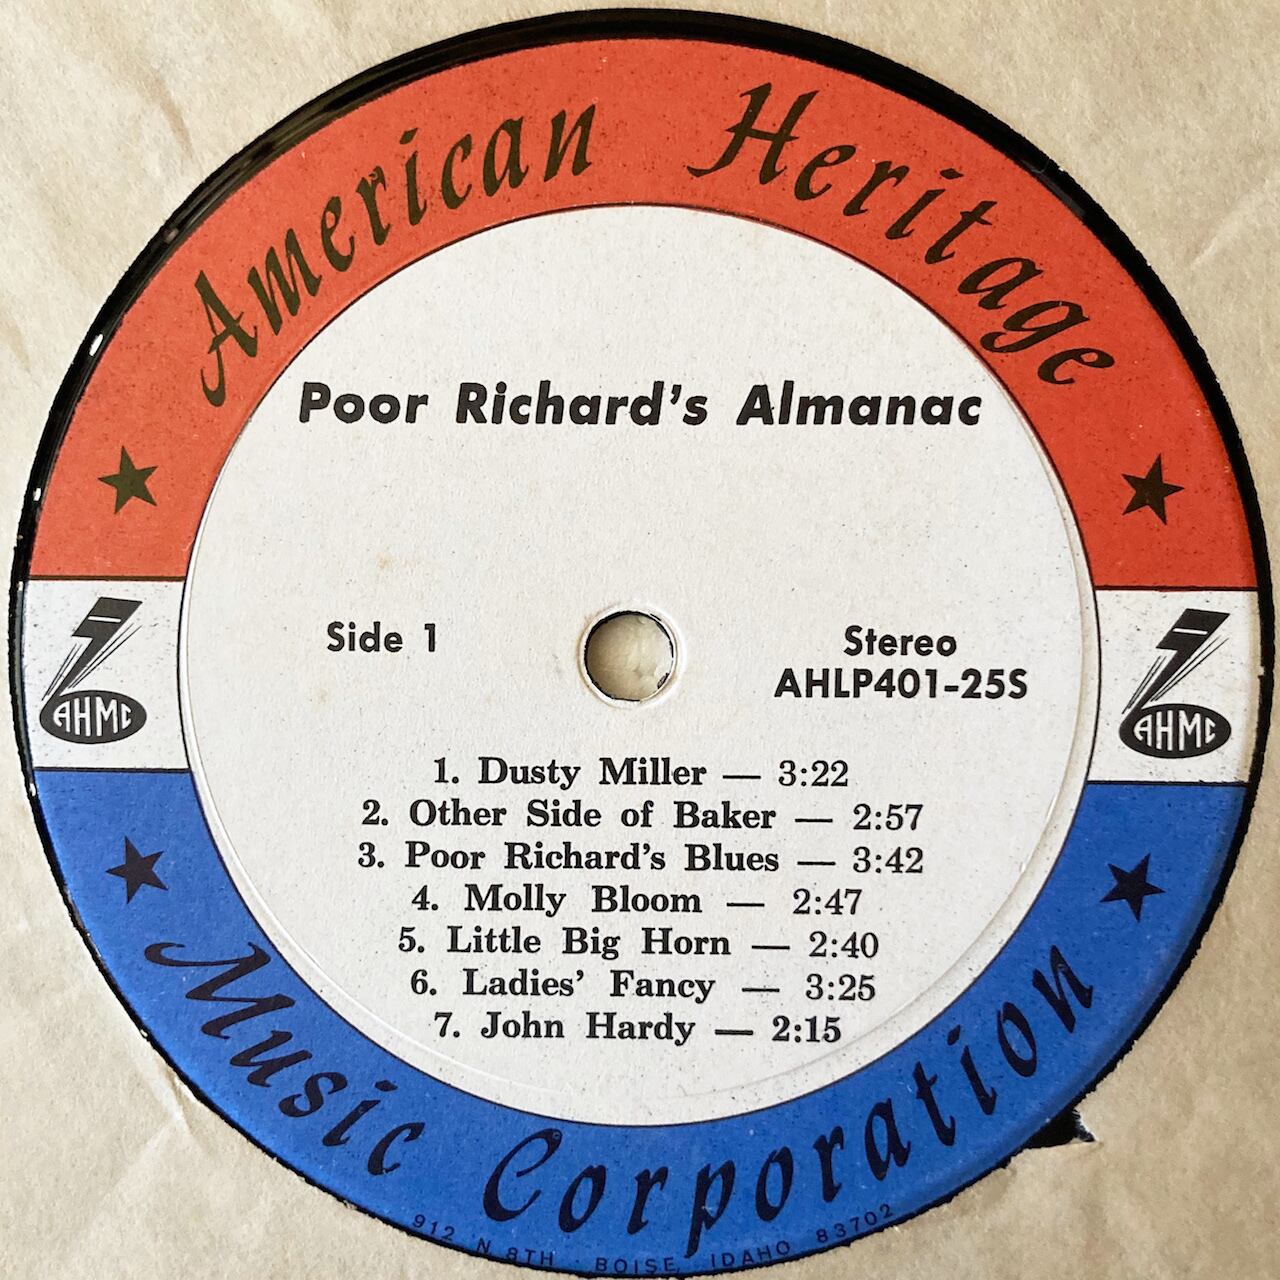 American Heritage
Poor Richard's Almanac
Side 1
Stereo
AHLP401-25S
AHMC
AHMC
1. Dusty Miller — 3:22
2. Other Side of Baker — 2:57
3. Poor Richard's Blues — 3:42
4. Molly Bloom — 2:47
5. Little Big Horn — 2:40
6. Ladies' Fancy — 3:25
7. John Hardy — 2:15
Music Corporation
912 N 8TH · BOISE, IDAHO 83702